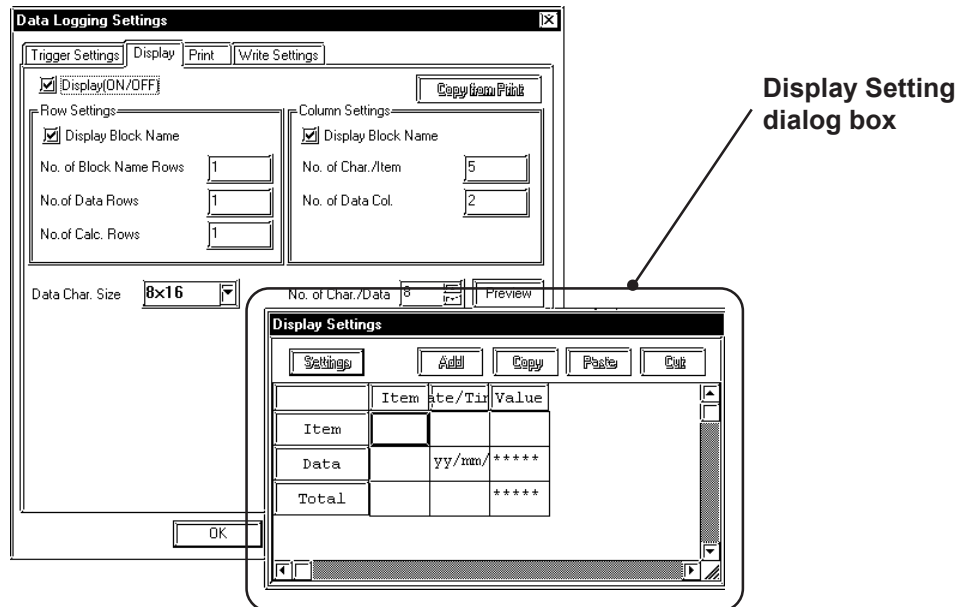 Data Logging Settings
Trigger Settings Display Print Write Settings
Display(ON/OFF)
Copy from Print
Row Settings
Display Block Name
No. of Block Name Rows 1
No.of Data Rows 1
No.of Calc. Rows 1
Column Settings
Display Block Name
No. of Char./Item 5
No. of Data Col. 2
Data Char. Size 8×16
No. of Char./Data 8
Preview
OK
Display Settings
Settings Add Copy Paste Cut
Item ate/Tir Value
Item
Data yy/mm/ *****
Total *****
Display Setting
dialog box